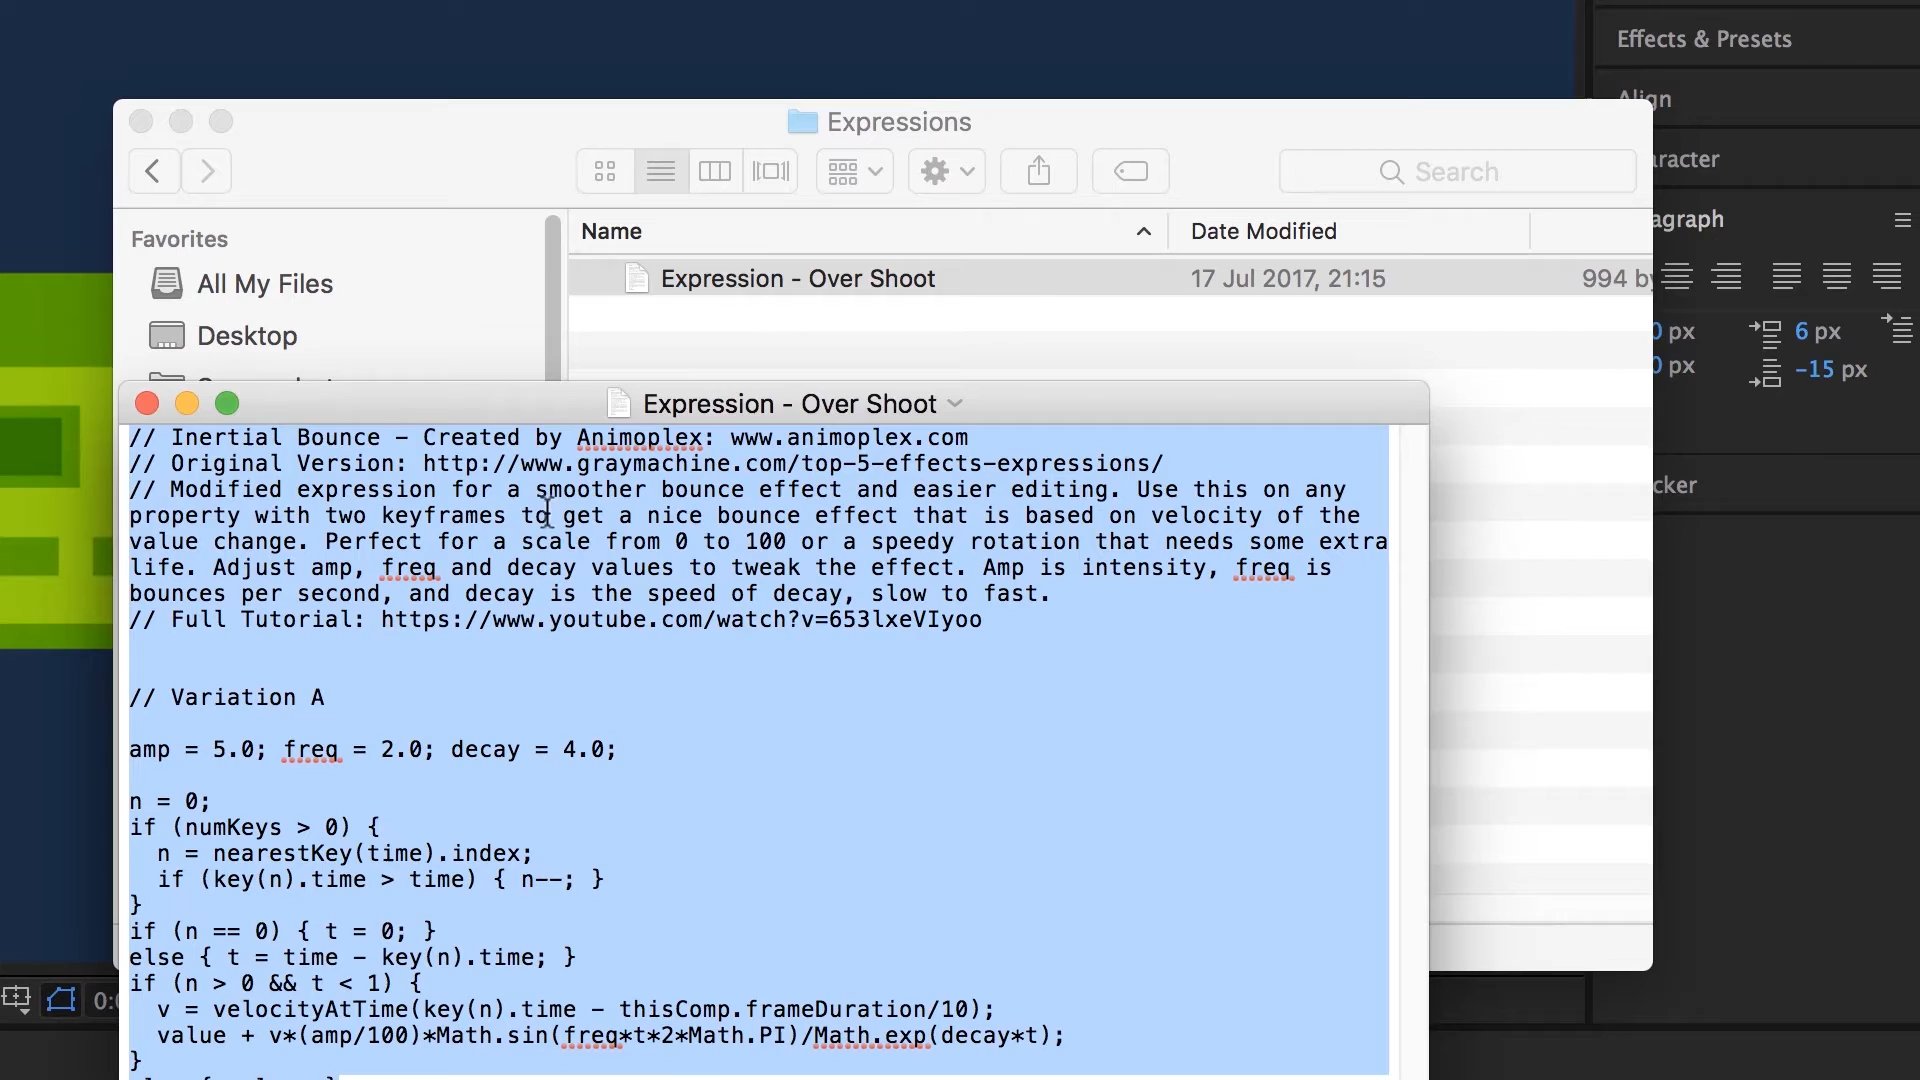 Effects & Presets
Align
aracter
agraph
Expressions
Search
Favorites
Name
Date Modified
All My Files
Expression - Over Shoot
17 Jul 2017, 21:15
994 by
Desktop
0 px
6 px
0 px
-15 px
cker
Expression - Over Shoot
// Inertial Bounce – Created by Animoplex: www.animoplex.com
// Original Version: http://www.graymachine.com/top-5-effects-expressions/
// Modified expression for a smoother bounce effect and easier editing. Use this on any
property with two keyframes to get a nice bounce effect that is based on velocity of the
value change. Perfect for a scale from 0 to 100 or a speedy rotation that needs some extra
life. Adjust amp, freq and decay values to tweak the effect. Amp is intensity, freq is
bounces per second, and decay is the speed of decay, slow to fast.
// Full Tutorial: https://www.youtube.com/watch?v=653lxeVIyoo
// Variation A
amp = 5.0; freq = 2.0; decay = 4.0;
n = 0;
if (numKeys > 0) {
n = nearestKey(time).index;
if (key(n).time > time) { n--; }
}
if (n == 0) { t = 0; }
else { t = time - key(n).time; }
if (n > 0 && t < 1) {
v = velocityAtTime(key(n).time - thisComp.frameDuration/10);
value + v*(amp/100)*Math.sin(freq*t*2*Math.PI)/Math.exp(decay*t);
}